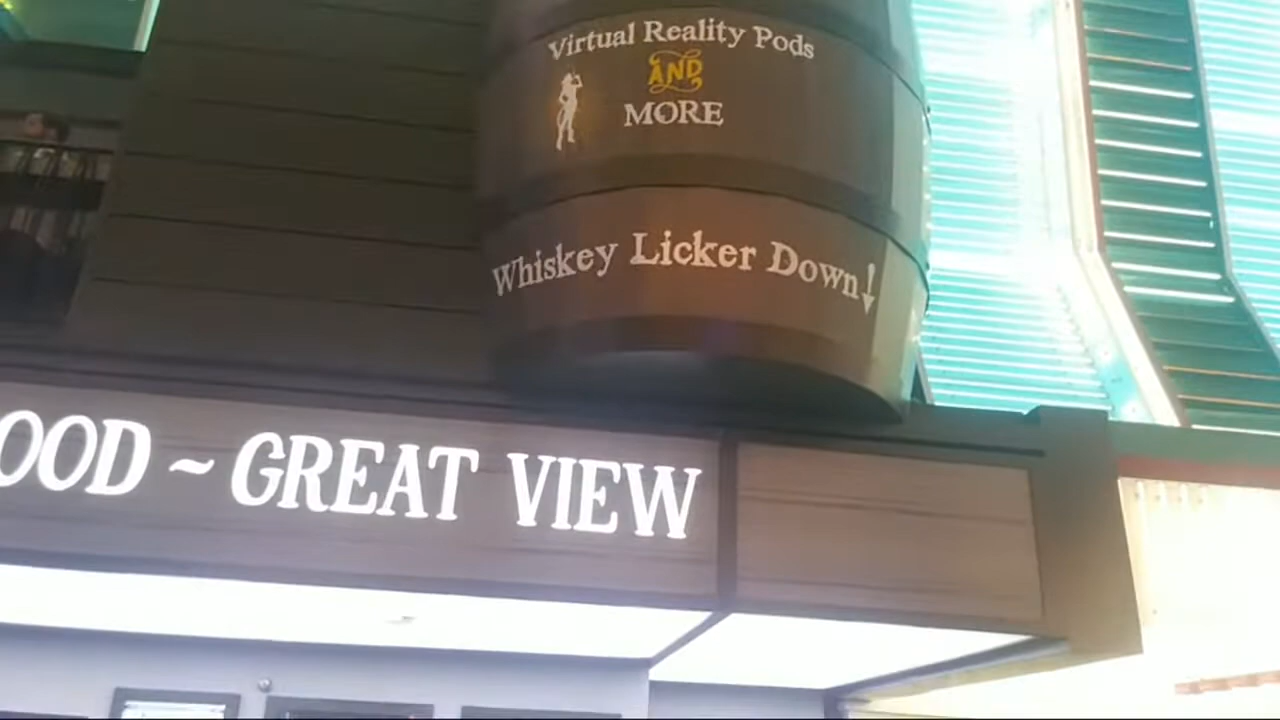 Virtual Reality Pods
AND
MORE
Whiskey Licker Down!
OOD ~ GREAT VIEW